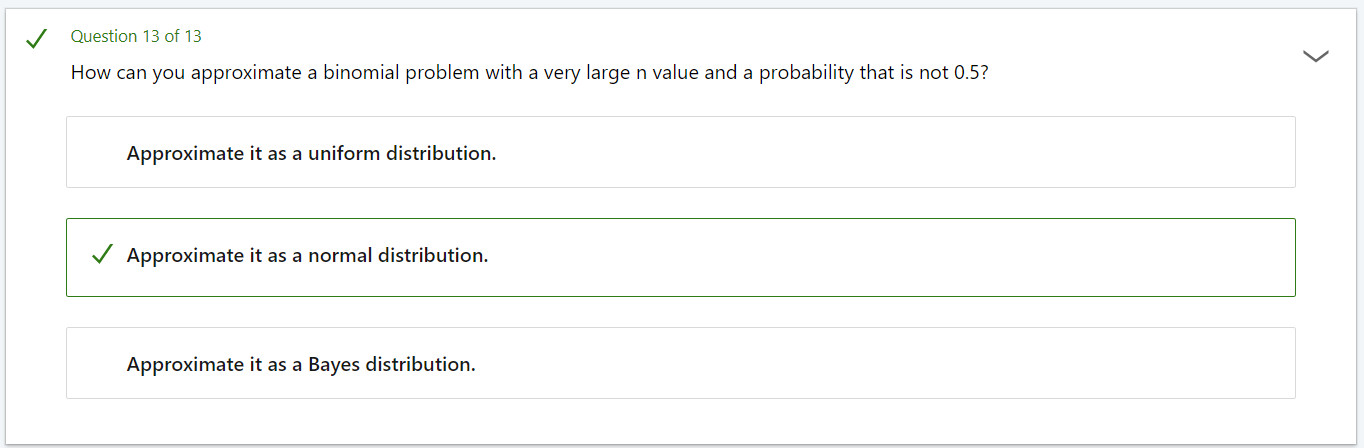 Question 13 of 13
How can you approximate a binomial problem with a very large n value and a probability that is not 0.5?
Approximate it as a uniform distribution.
Approximate it as a normal distribution.
Approximate it as a Bayes distribution.